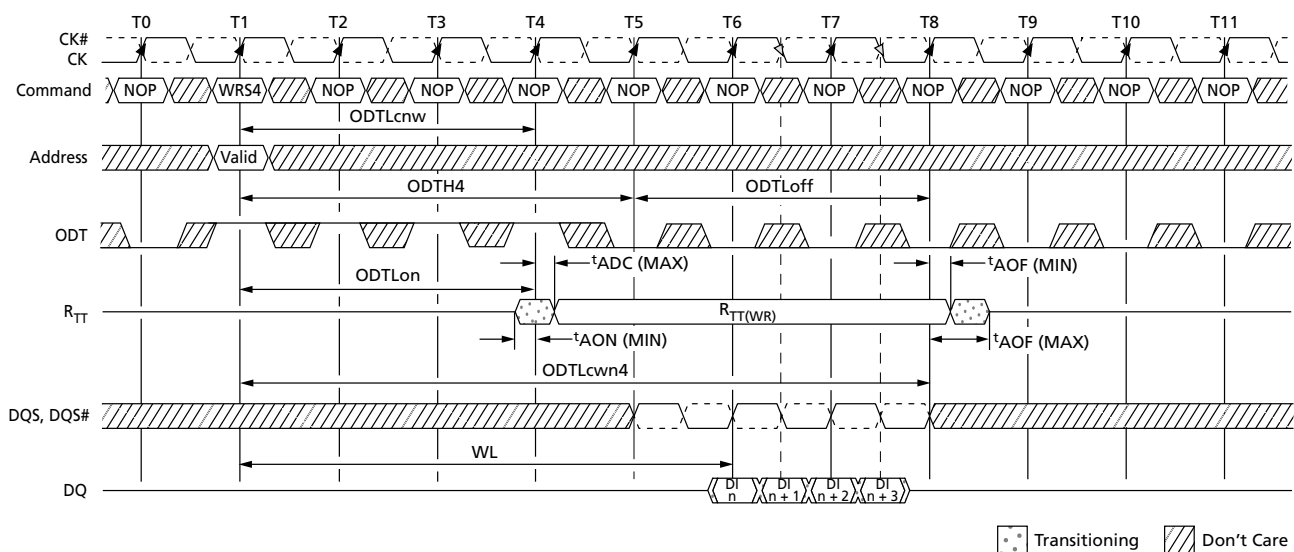 T0 T1 T2 T3 T4 T5 T6 T7 T8 T9 T10 T11
CK#
CK
Command NOP WRS4 NOP NOP NOP NOP NOP NOP NOP NOP NOP NOP
ODTLcnw
Address Valid
ODTH4 ODTLoff
ODT
tADC (MAX) tAOF (MIN)
ODTLon
RTT RTT(WR)
tAON (MIN) tAOF (MAX)
ODTLcwn4
DQS, DQS#
WL
DQ DI n DI n + 1 DI n + 2 DI n + 3
Transitioning Don't Care